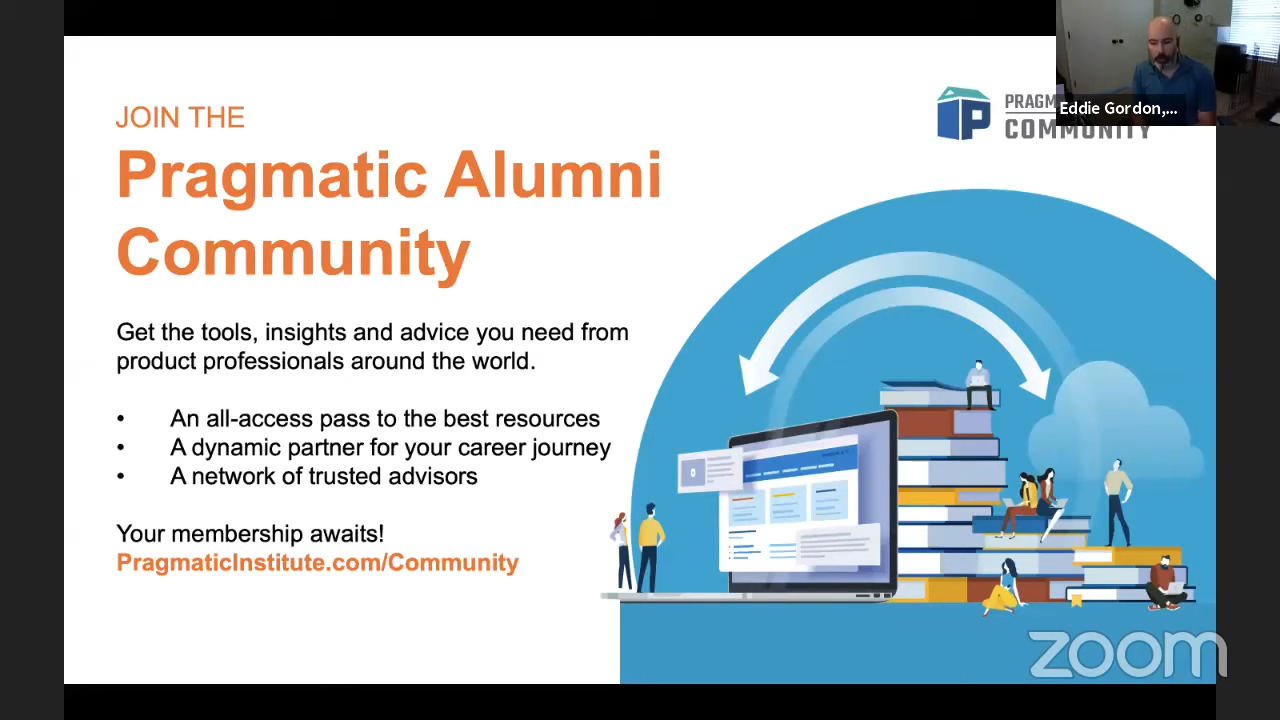 JOIN THE
Pragmatic Alumni
Community
Get the tools, insights and advice you need from
product professionals around the world.
• An all-access pass to the best resources
• A dynamic partner for your career journey
• A network of trusted advisors
Your membership awaits!
PragmaticInstitute.com/Community
PRAGM
COMMUNITY
Eddie Gordon,...
zoom